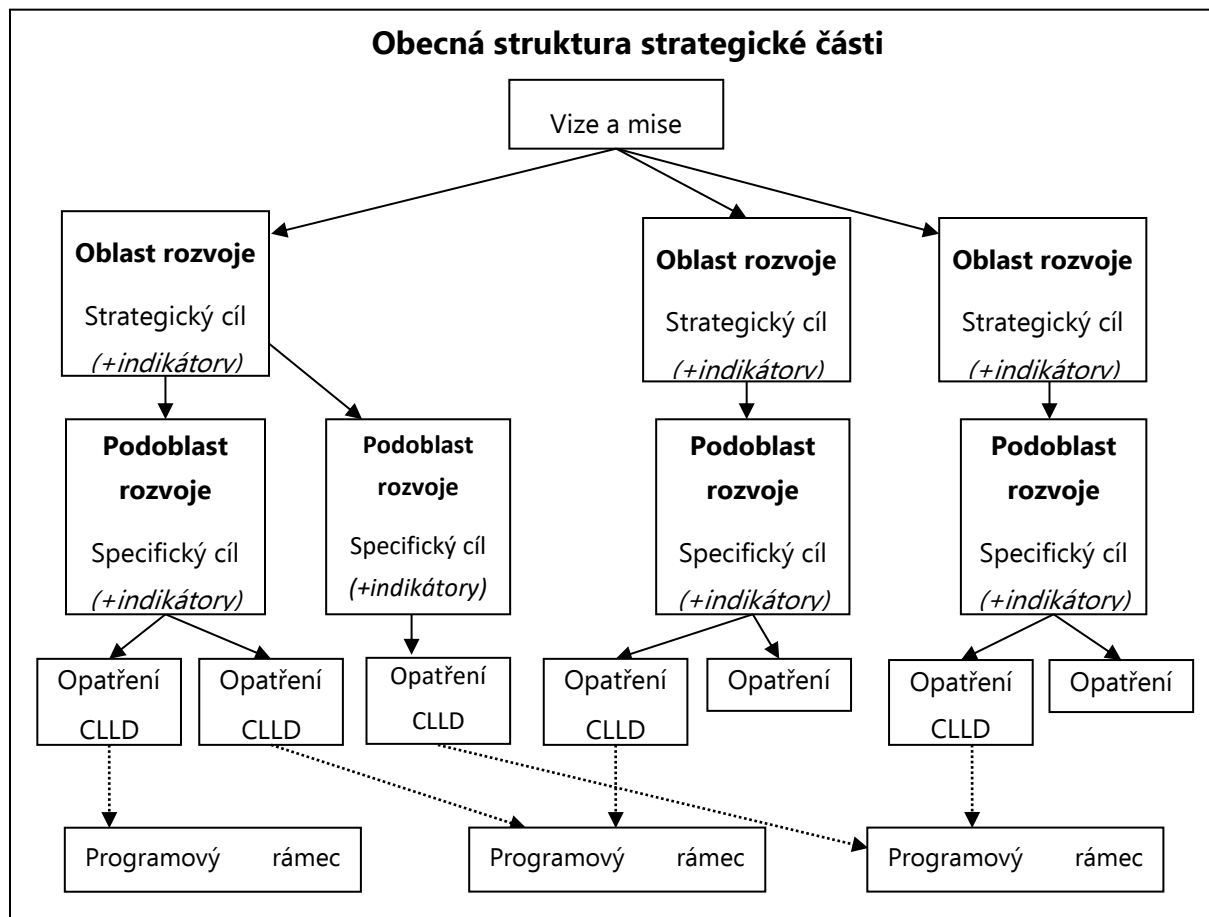 Obecná struktura strategické části
Vize a mise
Oblast rozvoje
Strategický cíl
(+indikátory)
Oblast rozvoje
Strategický cíl
(+indikátory)
Oblast rozvoje
Strategický cíl
(+indikátory)
Podoblast
rozvoje
Specifický cíl
(+indikátory)
Podoblast
rozvoje
Specifický cíl
(+indikátory)
Podoblast
rozvoje
Specifický cíl
(+indikátory)
Podoblast
rozvoje
Specifický cíl
(+indikátory)
Opatření
CLLD
Opatření
CLLD
Opatření
CLLD
Opatření
CLLD
Opatření
Opatření
CLLD
Opatření
Programový rámec
Programový rámec
Programový rámec